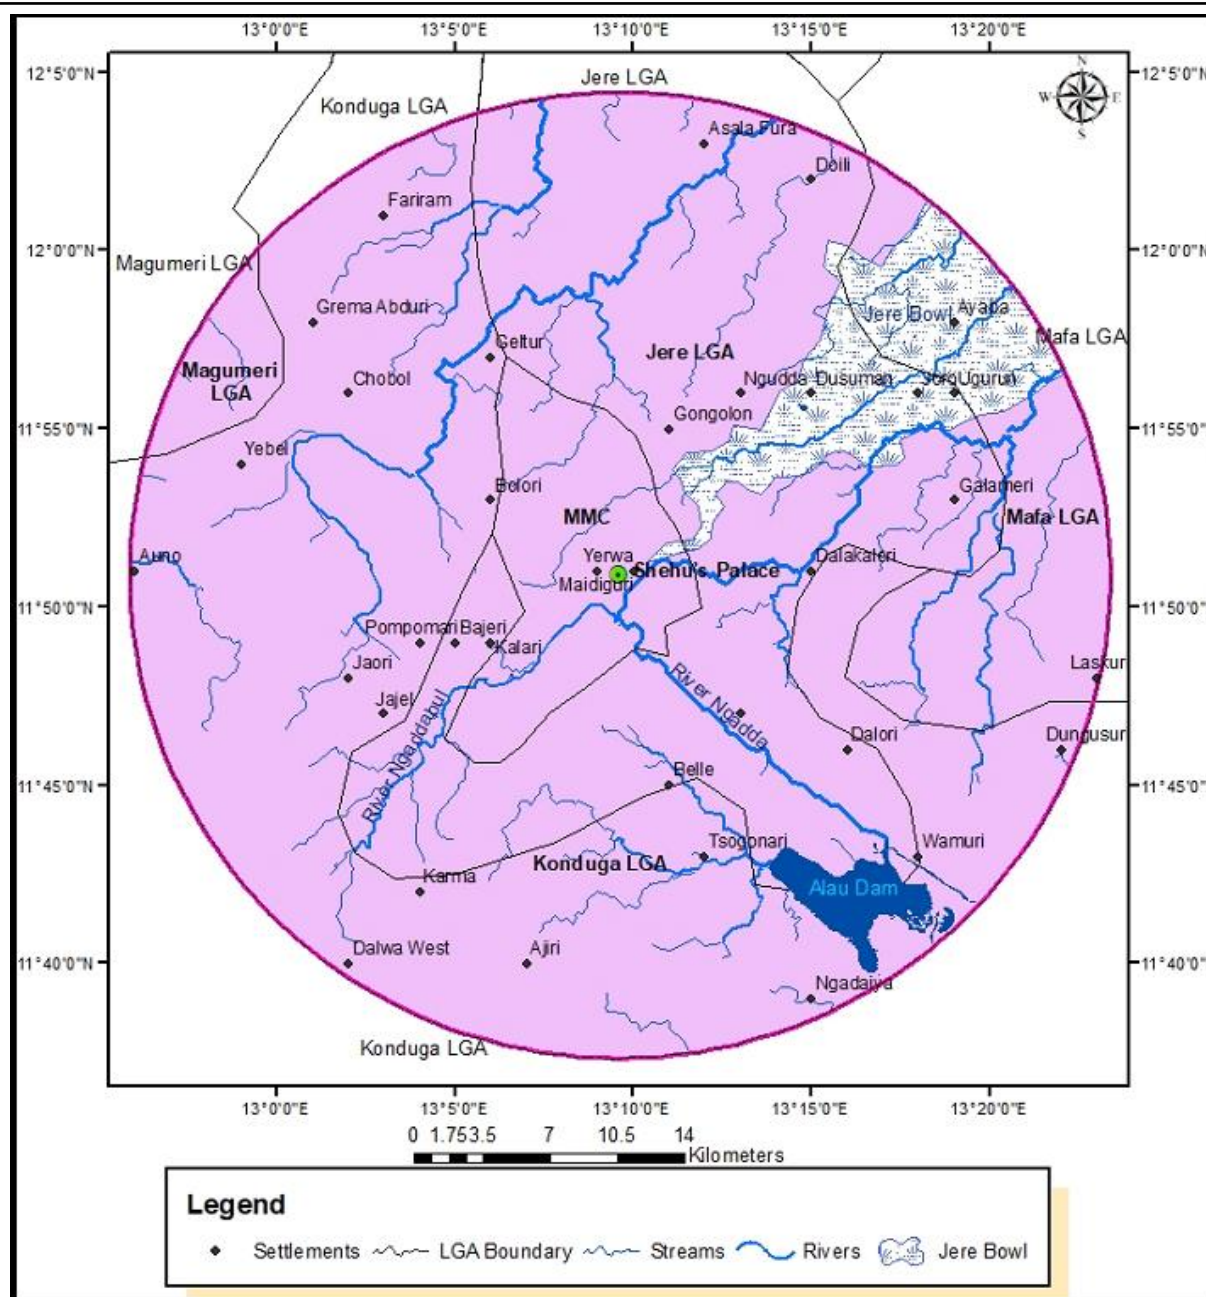 13°0'0"E 13°5'0"E 13°10'0"E 13°15'0"E 13°20'0"E
12°5'0"N 12°5'0"N
Jere LGA
Konduga LGA
N
W E
S
Asala Fura
Doili
Fariram
12°0'0"N 12°0'0"N
Magumeri LGA
Grema Abduri
Jere Bowl Ayaba
Mafa LGA
Geltur
Jere LGA
Magumeri
LGA
Chobol
Ngudda Dusuman Soro Ugurun
Gongolon
11°55'0"N 11°55'0"N
Yebel
Bolori
Galameri
MMC
Mafa LGA
Auno
Yerwa
Shehu's Palace
Dalakaleri
Maidiguri
11°50'0"N 11°50'0"N
Pompomari Bajeri
Kalari
Jaori
Laskur
River Ngadda
Jajel
River Ngaddabul
Dalori
Dungusur
Belle
11°45'0"N 11°45'0"N
Tsogonari
Wamuri
Konduga LGA
Karma
Alau Dam
Dalwa West
Ajiri
11°40'0"N 11°40'0"N
Ngadaiya
Konduga LGA
13°0'0"E 13°5'0"E 13°10'0"E 13°15'0"E 13°20'0"E
0 1.75 3.5 7 10.5 14
Kilometers
Legend
Settlements LGA Boundary Streams Rivers Jere Bowl